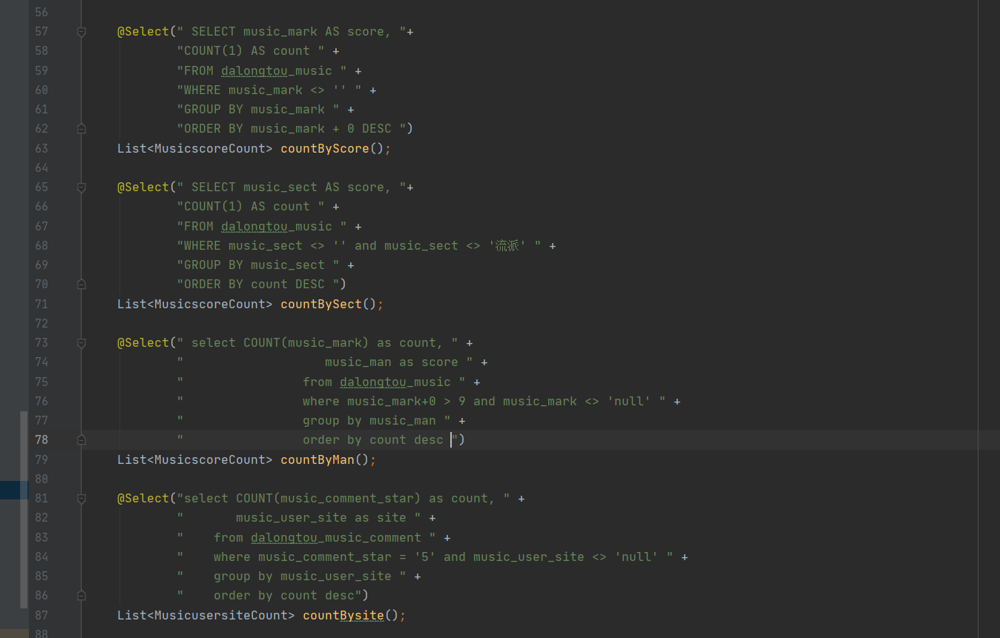 56
57 @Select(" SELECT music_mark AS score, "+
58 "COUNT(1) AS count " +
59 "FROM dalongtou_music " +
60 "WHERE music_mark <> '' " +
61 "GROUP BY music_mark " +
62 "ORDER BY music_mark + 0 DESC ")
63 List<MusicscoreCount> countByScore();
64
65 @Select(" SELECT music_sect AS score, "+
66 "COUNT(1) AS count " +
67 "FROM dalongtou_music " +
68 "WHERE music_sect <> '' and music_sect <> '流派' " +
69 "GROUP BY music_sect " +
70 "ORDER BY count DESC ")
71 List<MusicscoreCount> countBySect();
72
73 @Select(" select COUNT(music_mark) as count, " +
74 "                   music_man as score " +
75 "                from dalongtou_music " +
76 "                where music_mark+0 > 9 and music_mark <> 'null' " +
77 "                group by music_man " +
78 "                order by count desc ")
79 List<MusicscoreCount> countByMan();
80
81 @Select("select COUNT(music_comment_star) as count, " +
82 "       music_user_site as site " +
83 "    from dalongtou_music_comment " +
84 "    where music_comment_star = '5' and music_user_site <> 'null' " +
85 "    group by music_user_site " +
86 "    order by count desc")
87 List<MusicusersiteCount> countBysite();
88